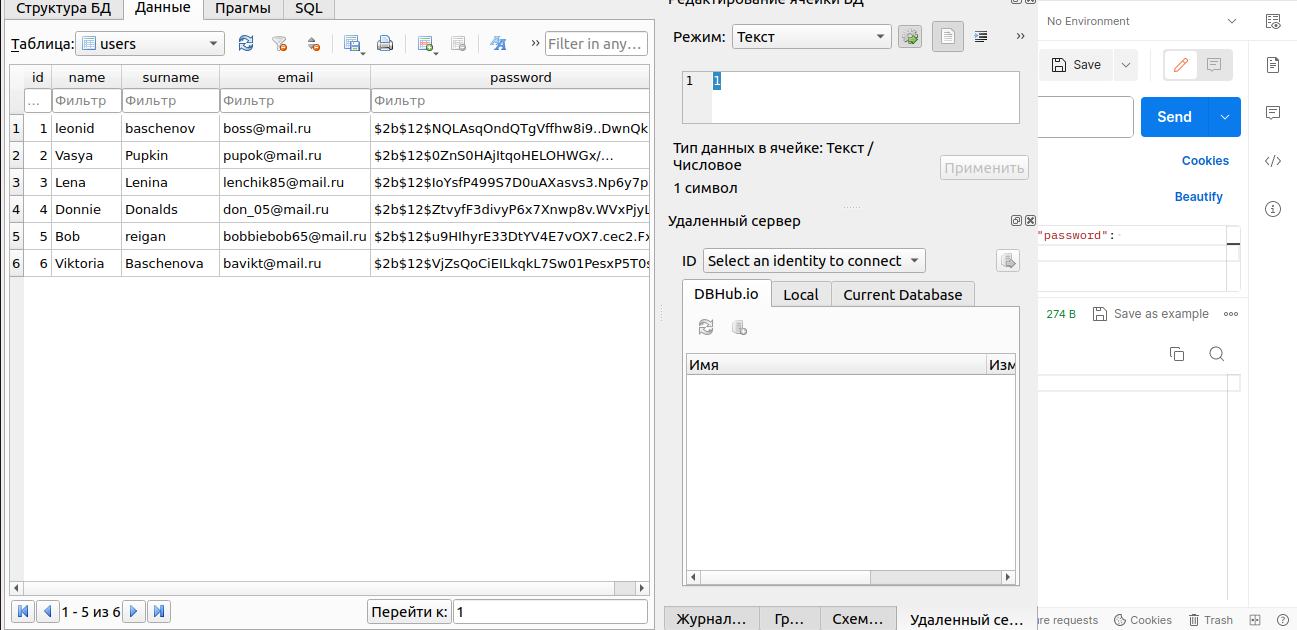 Структура БД Данные Прагмы SQL
Таблица: users Filter in any...
id name surname email password
... Фильтр Фильтр Фильтр Фильтр
1 1 leonid baschenov boss@mail.ru $2b$12$NQLAsqOndQTgVffhw8i9..DwnQk
2 2 Vasya Pupkin pupok@mail.ru $2b$12$0ZnS0HAjItqoHELOHWGx/...
3 3 Lena Lenina lenchik85@mail.ru $2b$12$IoYsfP499S7D0uAXasvs3.Np6y7p
4 4 Donnie Donalds don_05@mail.ru $2b$12$ZtvyfF3divyP6x7Xnwp8v.WVxPjyL
5 5 Bob reigan bobbiebob65@mail.ru $2b$12$u9HIhyrE33DtYV4E7vOX7.cec2.Fx
6 6 Viktoria Baschenova bavikt@mail.ru $2b$12$VjZsQoCiEILkqkL7Sw01PesxP5T0s
1 - 5 из 6 Перейти к: 1
Редактирование ячейки БД
Режим: Текст
1 1
Тип данных в ячейке: Текст /
Числовое
1 символ
Применить
Удаленный сервер
ID Select an identity to connect
DBHub.io Local Current Database
Имя Изм
Журнал... Гр... Схем... Удаленный се...
No Environment
Save
Send
Cookies
Beautify
"password":
274 B Save as example
re requests Cookies Trash